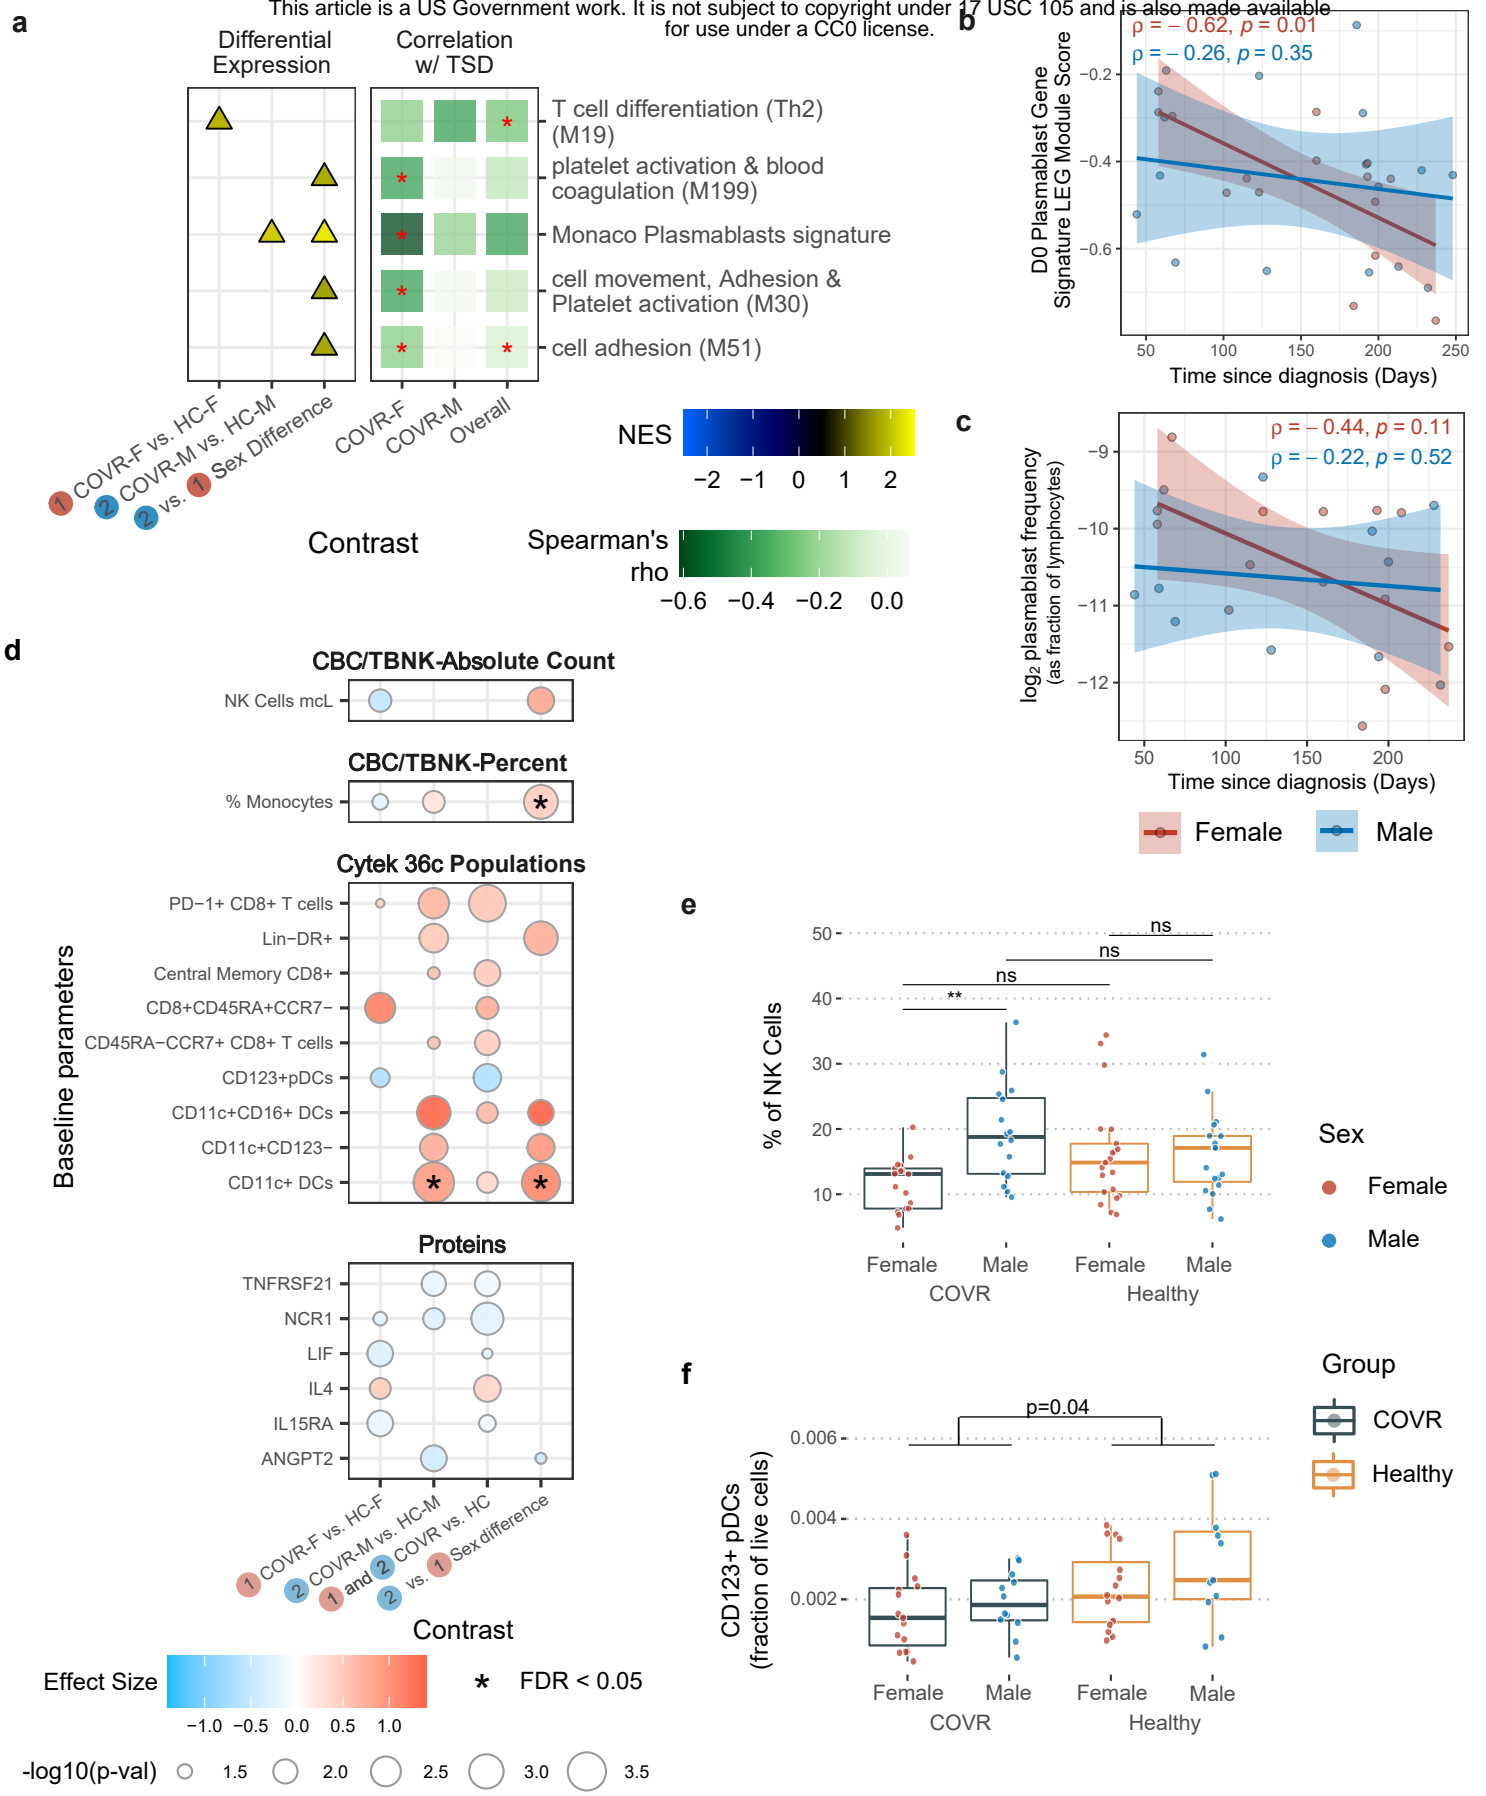 This article is a US Government work. It is not subject to copyright under 17 USC 105 and is also made available
for use under a CC0 license.
a
Differential
Expression
Correlation
w/ TSD
T cell differentiation (Th2)
(M19)
*
platelet activation & blood
coagulation (M199)
*
Monaco Plasmablasts signature
*
cell movement, Adhesion &
Platelet activation (M30)
*
cell adhesion (M51)
* *
1 COVR-F vs. HC-F
2 COVR-M vs. HC-M
2 vs. 1 Sex Difference
COVR-F
COVR-M
Overall
Contrast
NES
−2 −1 0 1 2
Spearman's
rho
−0.6 −0.4 −0.2 0.0
b
ρ = − 0.62, p = 0.01
ρ = − 0.26, p = 0.35
D0 Plasmablast Gene
Signature LEG Module Score
−0.2
−0.4
−0.6
50 100 150 200 250
Time since diagnosis (Days)
c
ρ = − 0.44, p = 0.11
ρ = − 0.22, p = 0.52
log2 plasmablast frequency
(as fraction of lymphocytes)
−9
−10
−11
−12
50 100 150 200
Time since diagnosis (Days)
Female Male
d
Baseline parameters
CBC/TBNK-Absolute Count
NK Cells mcL
CBC/TBNK-Percent
% Monocytes
*
Cytek 36c Populations
PD−1+ CD8+ T cells
Lin−DR+
Central Memory CD8+
CD8+CD45RA+CCR7−
CD45RA−CCR7+ CD8+ T cells
CD123+pDCs
CD11c+CD16+ DCs
CD11c+CD123−
CD11c+ DCs
* *
Proteins
TNFRSF21
NCR1
LIF
IL4
IL15RA
ANGPT2
1 COVR-F vs. HC-F
2 COVR-M vs. HC-M
1 and 2 COVR vs. HC
2 vs. 1 Sex difference
Contrast
Effect Size
−1.0 −0.5 0.0 0.5 1.0
* FDR < 0.05
-log10(p-val) 1.5 2.0 2.5 3.0 3.5
e
% of NK Cells
50
40
30
20
10
ns
ns
ns
**
Female Male Female Male
COVR Healthy
Sex
Female
Male
f
CD123+ pDCs
(fraction of live cells)
0.006
0.004
0.002
p=0.04
Female Male Female Male
COVR Healthy
Group
COVR
Healthy